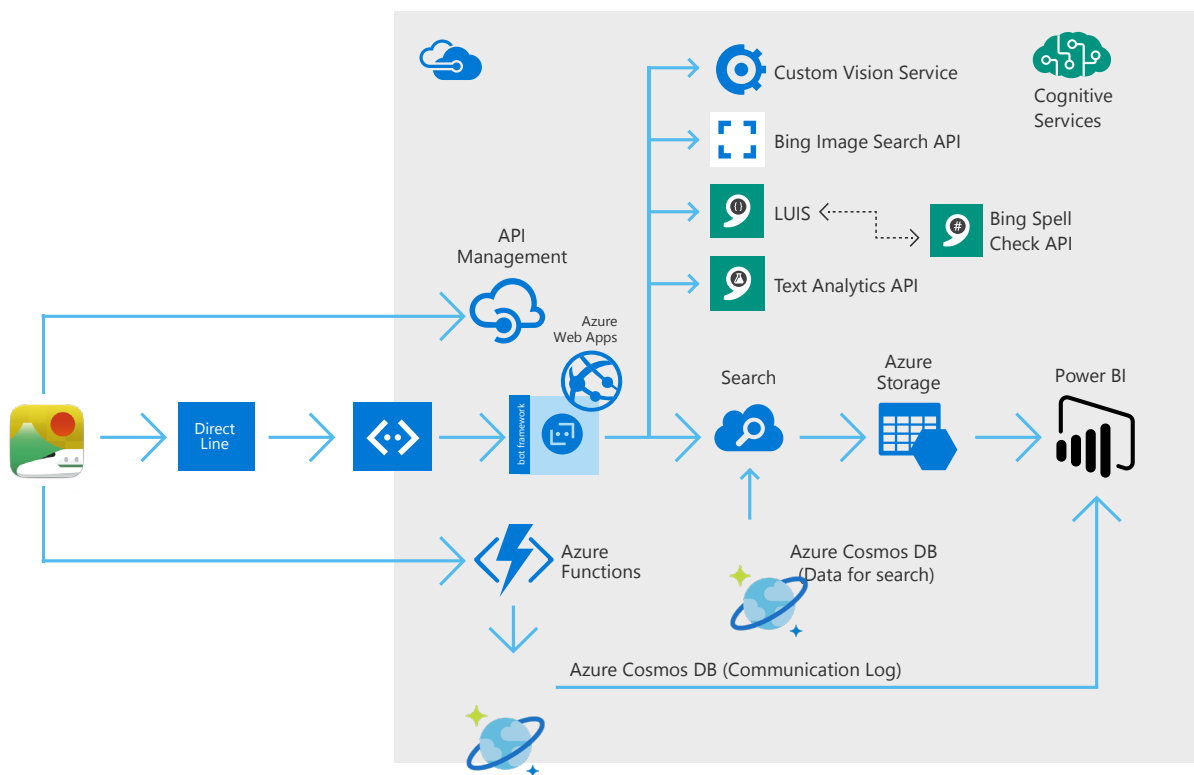 Custom Vision Service
Cognitive
Services
Bing Image Search API
LUIS
Bing Spell
Check API
API
Management
Text Analytics API
Azure
Web Apps
Search
Azure
Storage
Power BI
Direct
Line
bot framework
Azure
Functions
Azure Cosmos DB
(Data for search)
Azure Cosmos DB (Communication Log)